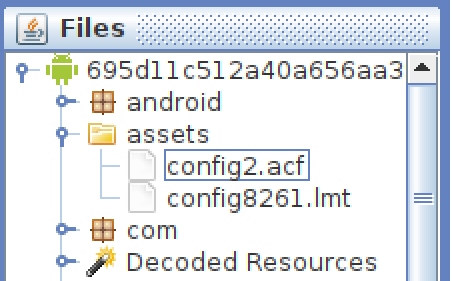 Files
695d11c512a40a656aa3
android
assets
config2.acf
config8261.lmt
com
Decoded Resources